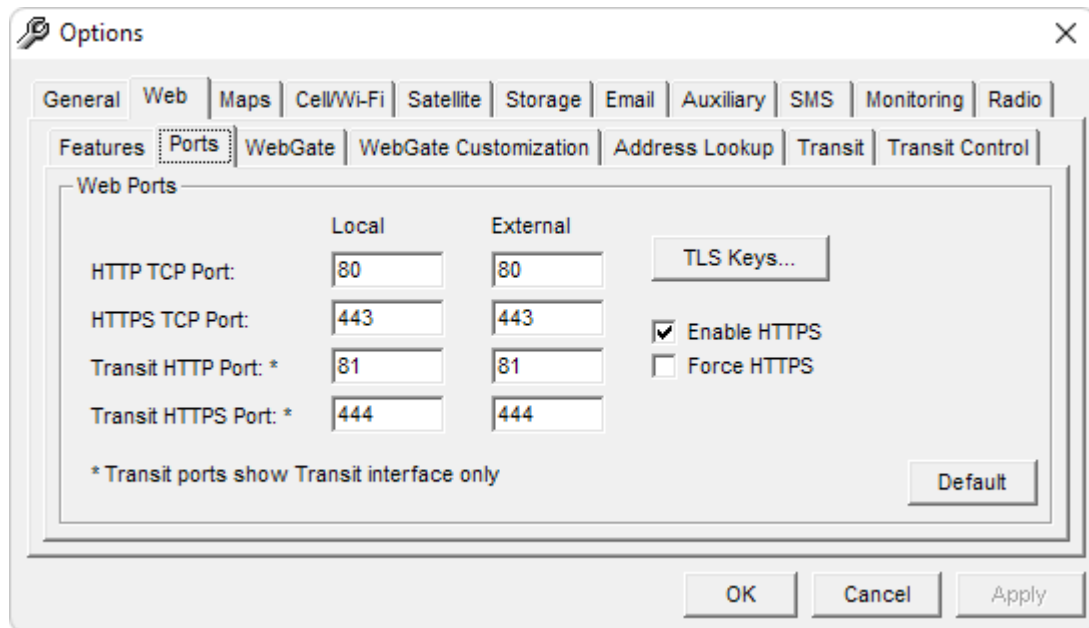 Options
General Web Maps Cell/Wi-Fi Satellite Storage Email Auxiliary SMS Monitoring Radio
Features Ports WebGate WebGate Customization Address Lookup Transit Transit Control
Web Ports
Local External
HTTP TCP Port: 80 80 TLS Keys...
HTTPS TCP Port: 443 443
Enable HTTPS
Transit HTTP Port: * 81 81 Force HTTPS
Transit HTTPS Port: * 444 444
* Transit ports show Transit interface only
Default
OK Cancel Apply